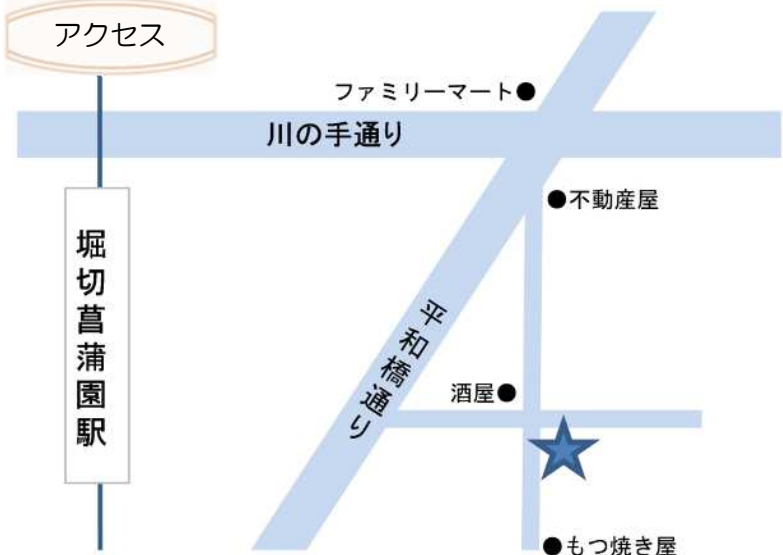 アクセス
ファミリーマート●
川の手通り
●不動産屋
堀切菖蒲園駅
平和橋通り
酒屋●
●もつ焼き屋